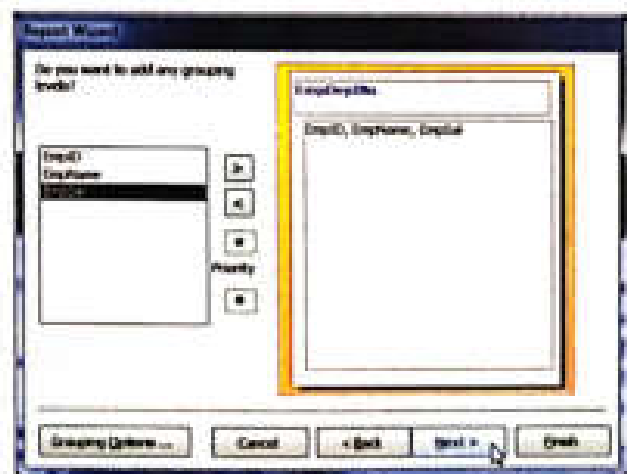 Report Wizard
Do you want to add any grouping
levels?
EmpID
EmpName
EmpSal
>
<
Priority
EmpID, EmpName, EmpSal
Grouping Options ...
Cancel
< Back
Next >
Finish